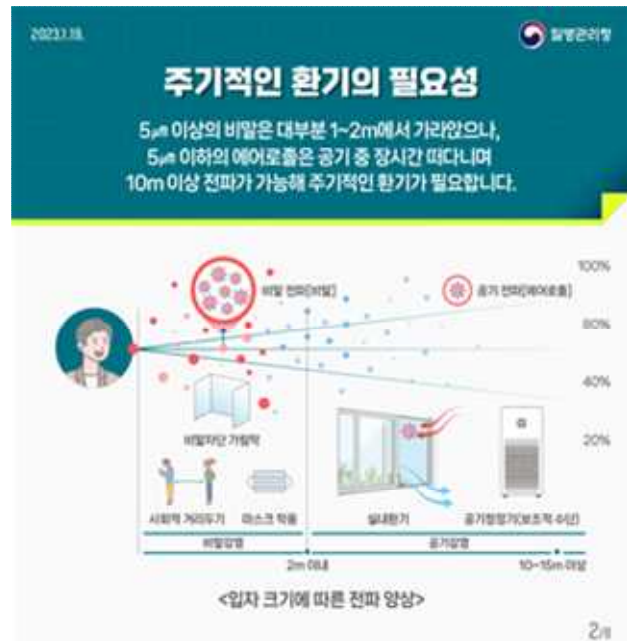 2023.1.19.
질병관리청
주기적인 환기의 필요성
5㎛ 이상의 비말은 대부분 1~2m에서 가라앉으나,
5㎛ 이하의 에어로졸은 공기 중 장시간 떠다니며
10m 이상 전파가 가능해 주기적인 환기가 필요합니다.
비말 전파[비말]
공기 전파[에어로졸]
100%
80%
40%
20%
비말차단 가림막
사회적 거리두기
마스크 착용
실내환기
공기청정기(보조적 수단)
비말감염
공기감염
2m 이내
10~15m 이상
<입자 크기에 따른 전파 양상>
2/8